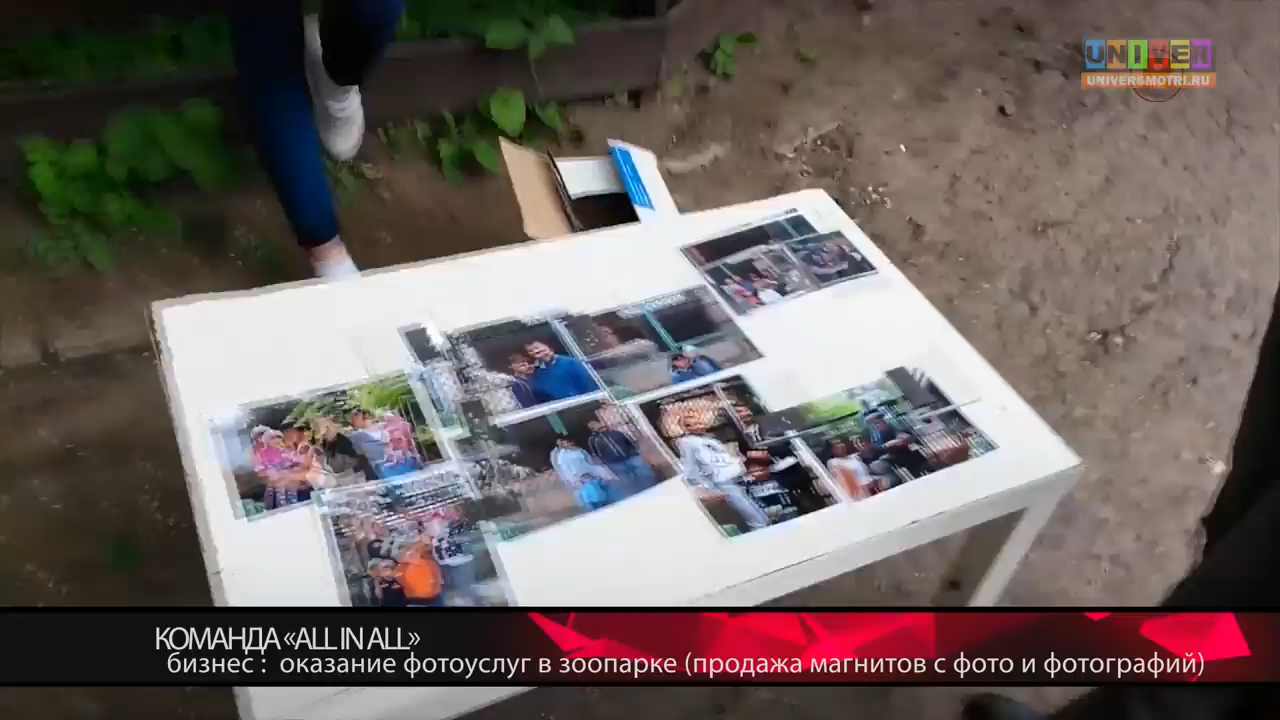 UNIVER
UNIVERSMOTRI.RU
КОМАНДА «ALL IN ALL»
бизнес : оказание фотоуслуг в зоопарке (продажа магнитов с фото и фотографий)